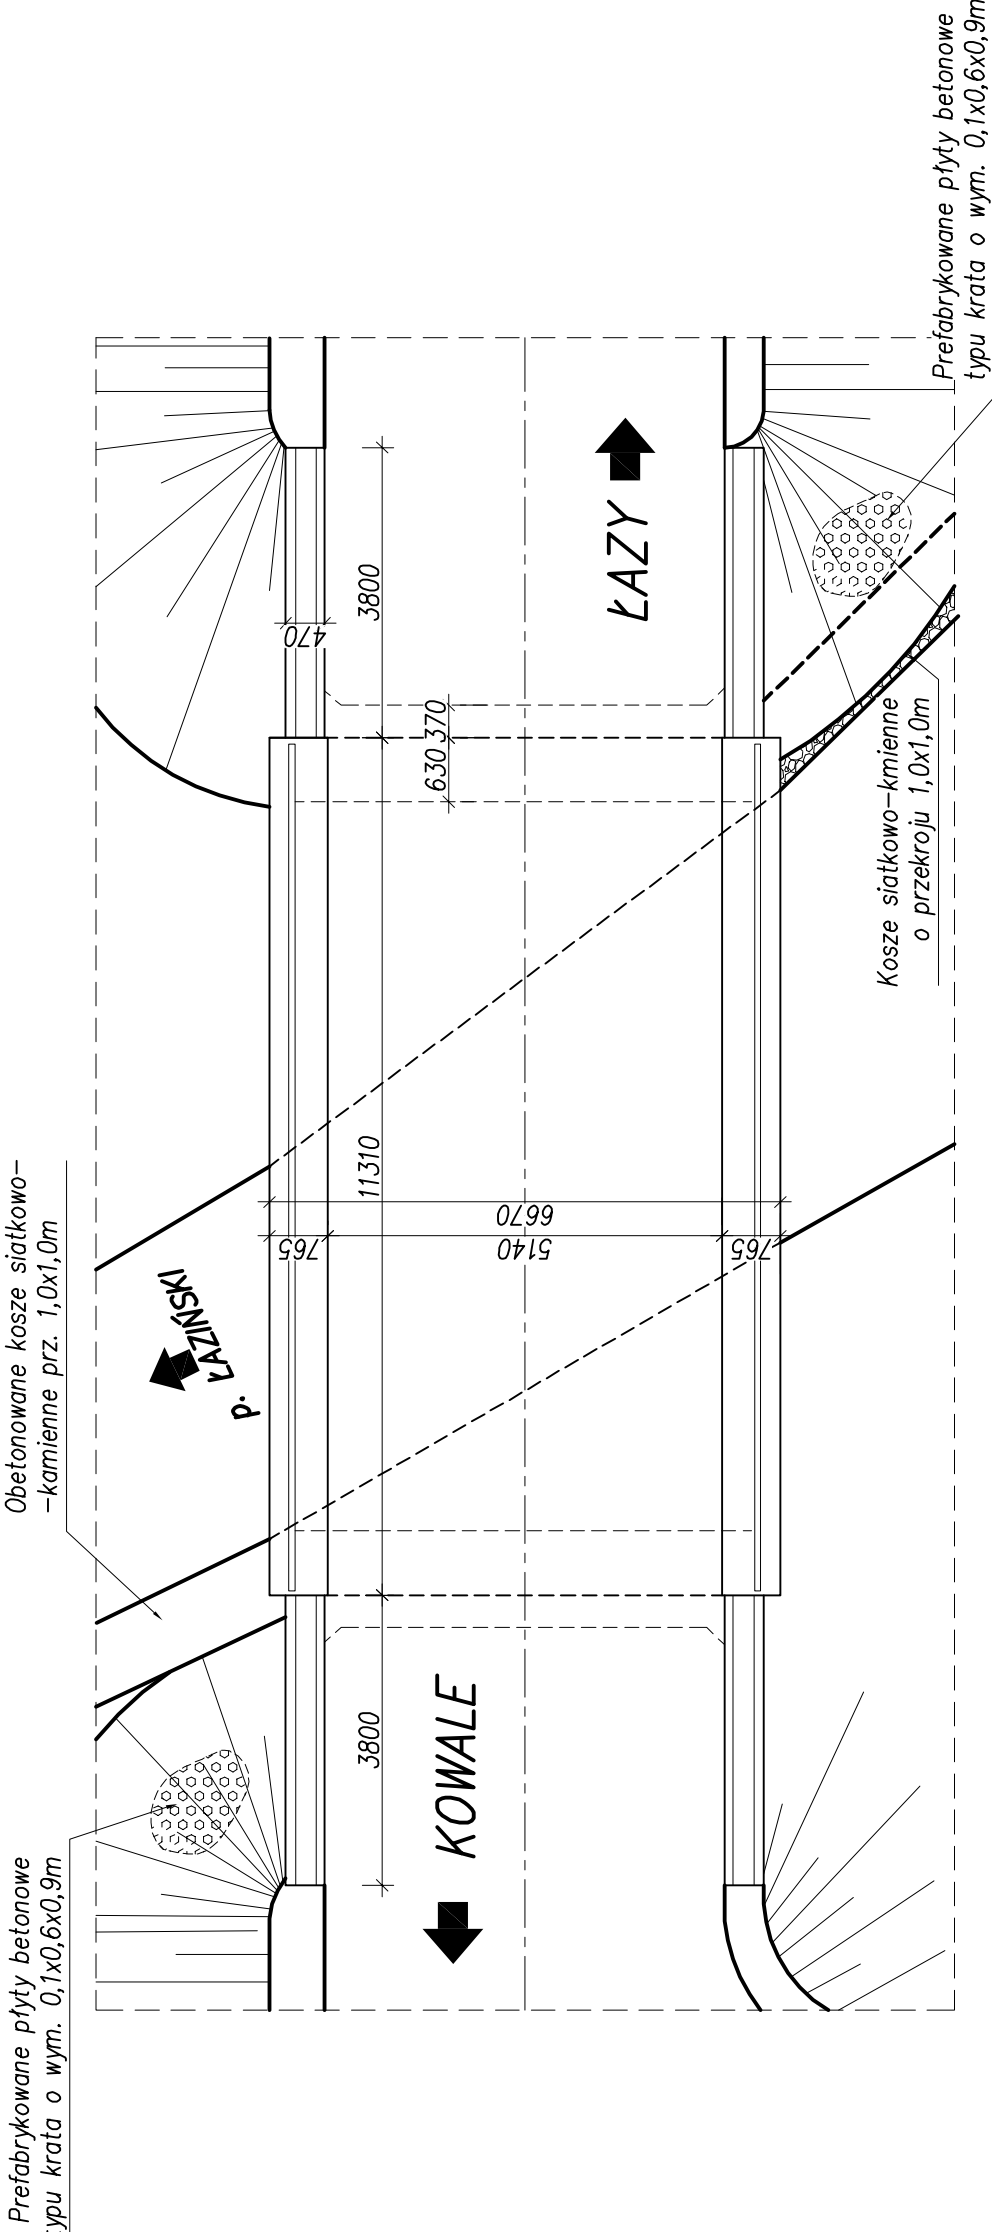 Prefabrykowane płyty betonowe
typu krata o wym. 0,1x0,6x0,9m
ŁAZY
3800
470
370
630
Kosze siatkowo-kmienne
o przekroju 1,0x1,0m
11310
6670
765
5140
765
Obetonowane kosze siatkowo-
-kamienne prz. 1,0x1,0m
p. ŁAZIŃSKI
3800
KOWALE
Prefabrykowane płyty betonowe
ypu krata o wym. 0,1x0,6x0,9m